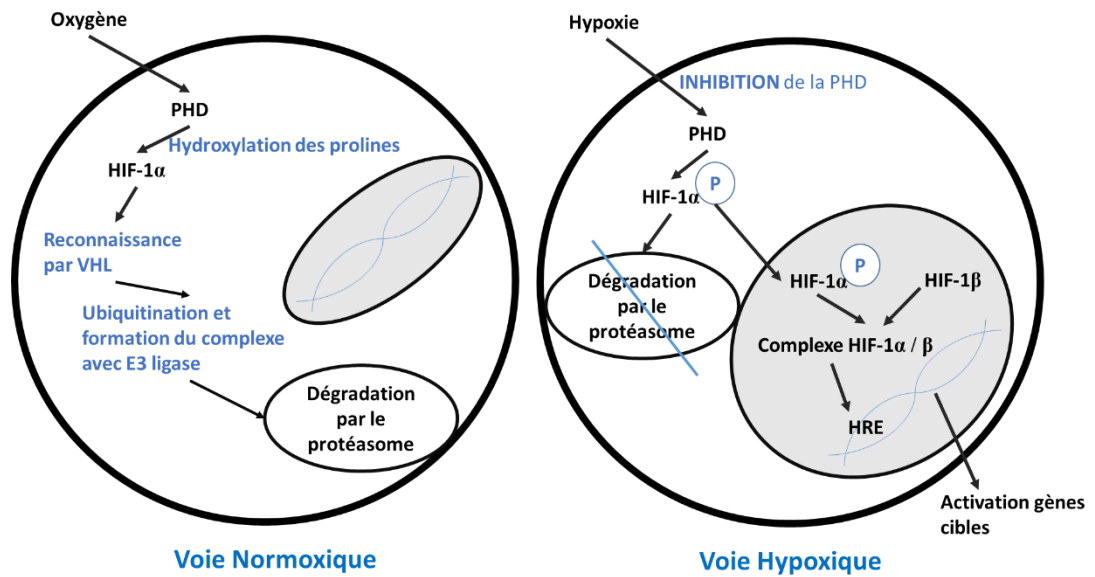 Oxygène
PHD
Hydroxylation des prolines
HIF-1α
Reconnaissance
par VHL
Ubiquitination et
formation du complexe
avec E3 ligase
Dégradation
par le
protéasome
Voie Normoxique
Hypoxie
INHIBITION de la PHD
PHD
HIF-1α
P
Dégradation
par le
protéasome
HIF-1α
P
HIF-1β
Complexe HIF-1α / β
HRE
Activation gènes
cibles
Voie Hypoxique